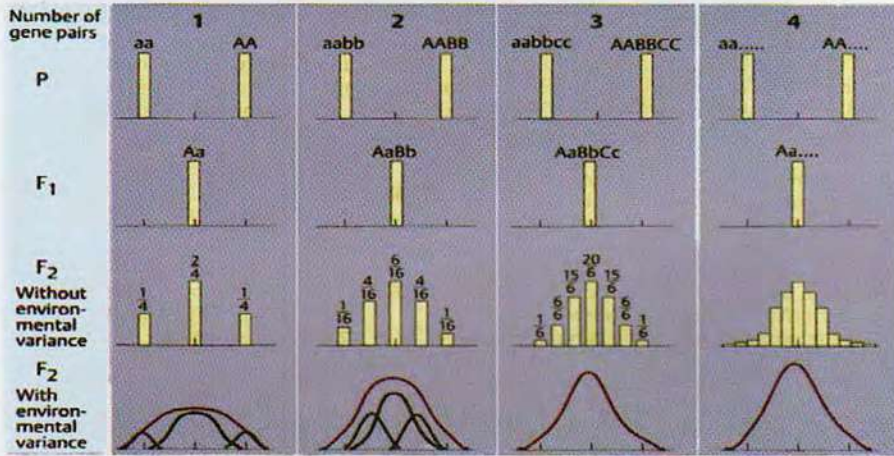 Number of gene pairs 1 2 3 4
P aa AA aabb AABB aabbcc AABBCC aa..... AA....
F1 Aa AaBb AaBbCc Aa....
F2
Without environ-
mental
variance
1/4 2/4 1/4
1/16 4/16 6/16 4/16 1/16
1/6 6/6 15/6 20/6 15/6 6/6 1/6
F2
With
environ-
mental
variance